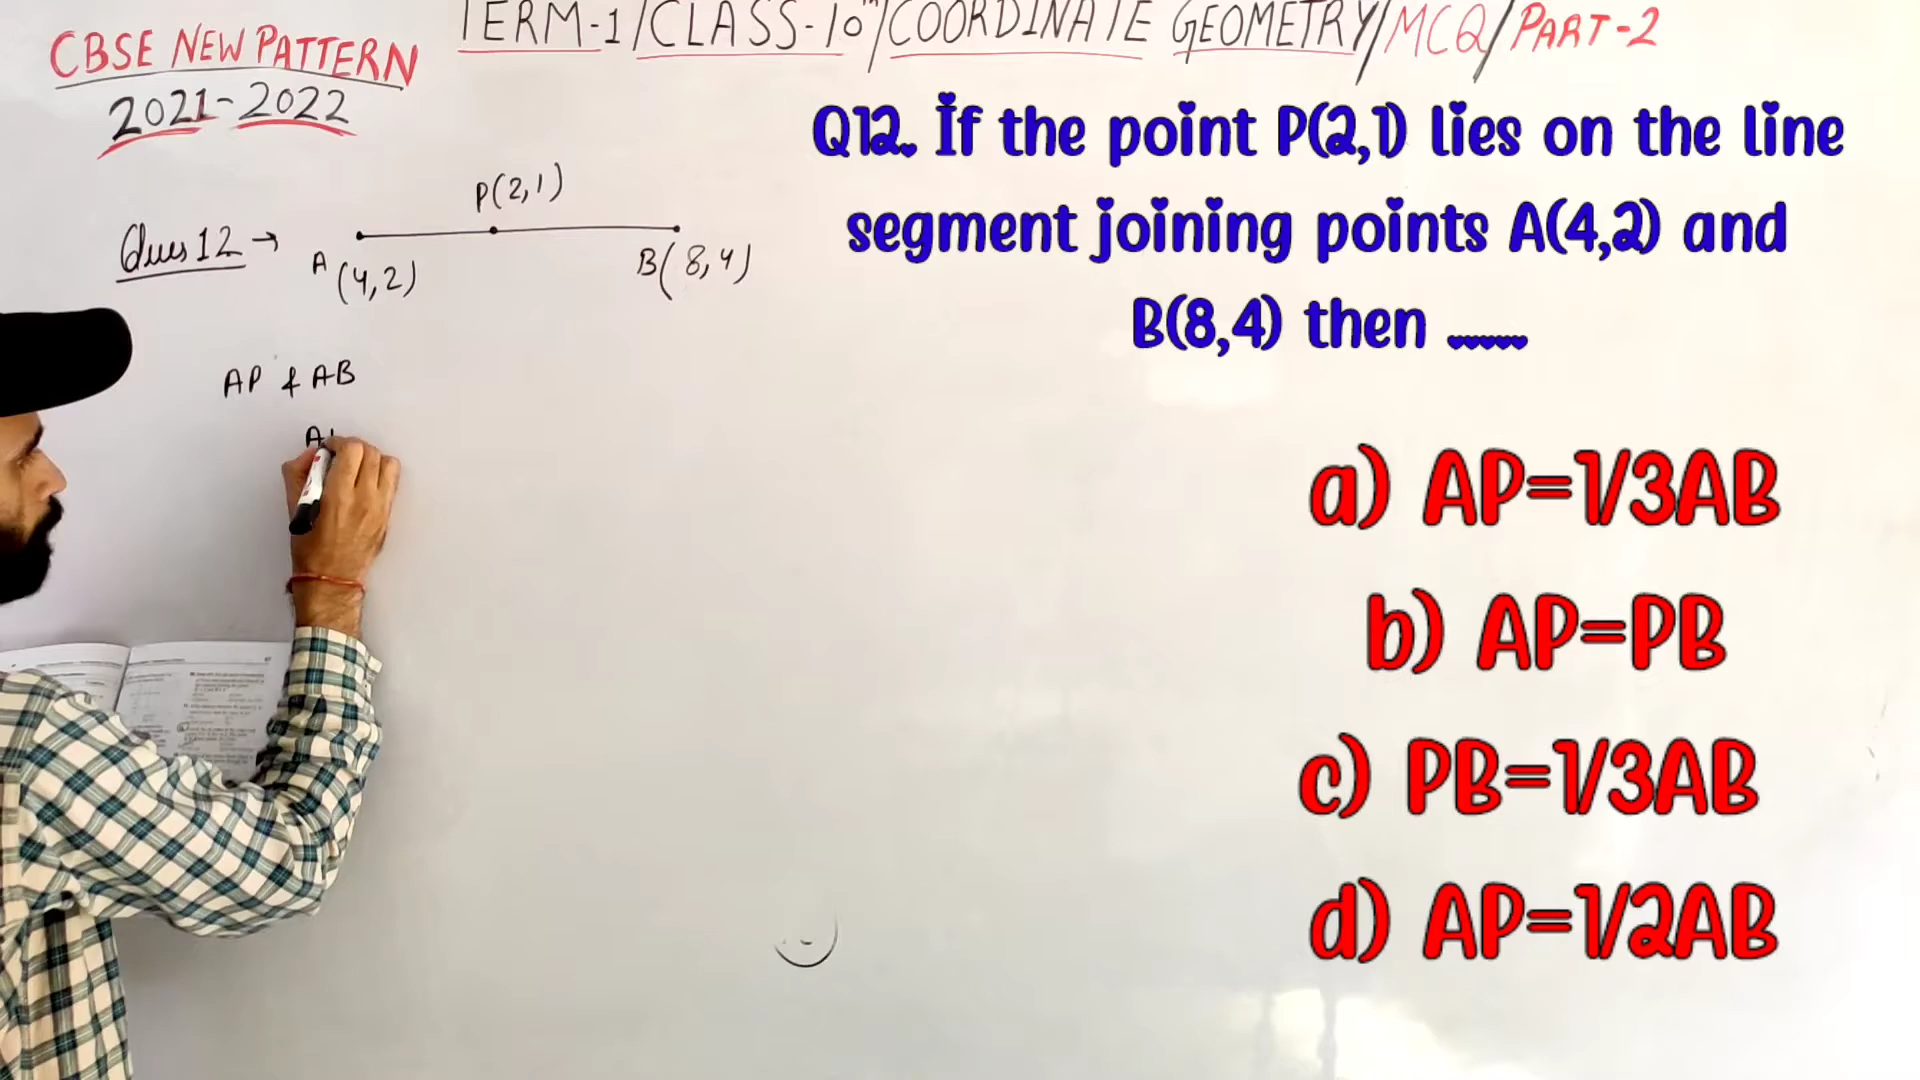 TERM-1/CLASS-10th/COORDINATE GEOMETRY/MCQ/PART-2
CBSE NEW PATTERN
2021-2022
Q12. If the point P(2,1) lies on the line
segment joining points A(4,2) and
B(8,4) then ......
Ques 12 →
P(2,1)
A (4,2)
B(8,4)
AP & AB
a) AP=1/3AB
b) AP=PB
c) PB=1/3AB
d) AP=1/2AB